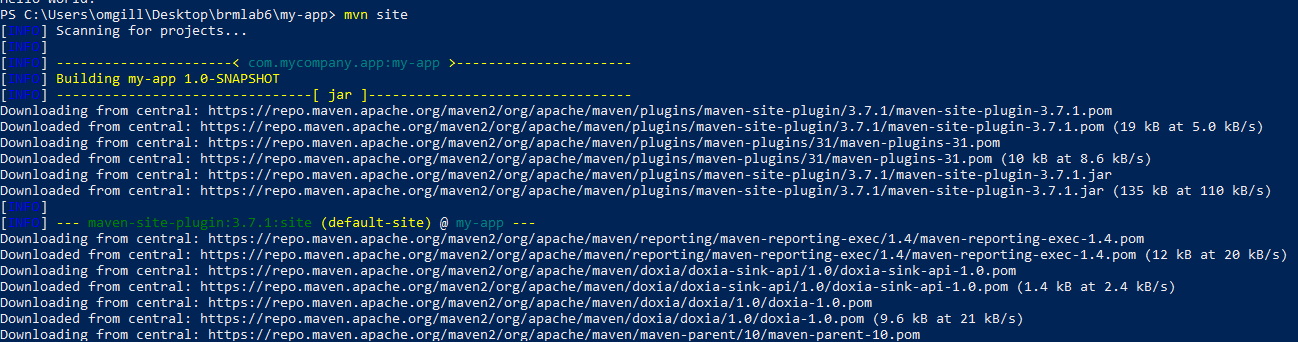 Hello World!
PS C:\Users\omgill\Desktop\brmlab6\my-app> mvn site
[INFO] Scanning for projects...
[INFO]
[INFO] ----------------------< com.mycompany.app:my-app >----------------------
[INFO] Building my-app 1.0-SNAPSHOT
[INFO] --------------------------------[ jar ]---------------------------------
Downloading from central: https://repo.maven.apache.org/maven2/org/apache/maven/plugins/maven-site-plugin/3.7.1/maven-site-plugin-3.7.1.pom
Downloaded from central: https://repo.maven.apache.org/maven2/org/apache/maven/plugins/maven-site-plugin/3.7.1/maven-site-plugin-3.7.1.pom (19 kB at 5.0 kB/s)
Downloading from central: https://repo.maven.apache.org/maven2/org/apache/maven/plugins/maven-plugins/31/maven-plugins-31.pom
Downloaded from central: https://repo.maven.apache.org/maven2/org/apache/maven/plugins/maven-plugins/31/maven-plugins-31.pom (10 kB at 8.6 kB/s)
Downloading from central: https://repo.maven.apache.org/maven2/org/apache/maven/plugins/maven-site-plugin/3.7.1/maven-site-plugin-3.7.1.jar
Downloaded from central: https://repo.maven.apache.org/maven2/org/apache/maven/plugins/maven-site-plugin/3.7.1/maven-site-plugin-3.7.1.jar (135 kB at 110 kB/s)
[INFO]
[INFO] --- maven-site-plugin:3.7.1:site (default-site) @ my-app ---
Downloading from central: https://repo.maven.apache.org/maven2/org/apache/maven/reporting/maven-reporting-exec/1.4/maven-reporting-exec-1.4.pom
Downloaded from central: https://repo.maven.apache.org/maven2/org/apache/maven/reporting/maven-reporting-exec/1.4/maven-reporting-exec-1.4.pom (12 kB at 20 kB/s)
Downloading from central: https://repo.maven.apache.org/maven2/org/apache/maven/doxia/doxia-sink-api/1.0/doxia-sink-api-1.0.pom
Downloaded from central: https://repo.maven.apache.org/maven2/org/apache/maven/doxia/doxia-sink-api/1.0/doxia-sink-api-1.0.pom (1.4 kB at 2.4 kB/s)
Downloading from central: https://repo.maven.apache.org/maven2/org/apache/maven/doxia/doxia/1.0/doxia-1.0.pom
Downloaded from central: https://repo.maven.apache.org/maven2/org/apache/maven/doxia/doxia/1.0/doxia-1.0.pom (9.6 kB at 21 kB/s)
Downloading from central: https://repo.maven.apache.org/maven2/org/apache/maven/maven-parent/10/maven-parent-10.pom